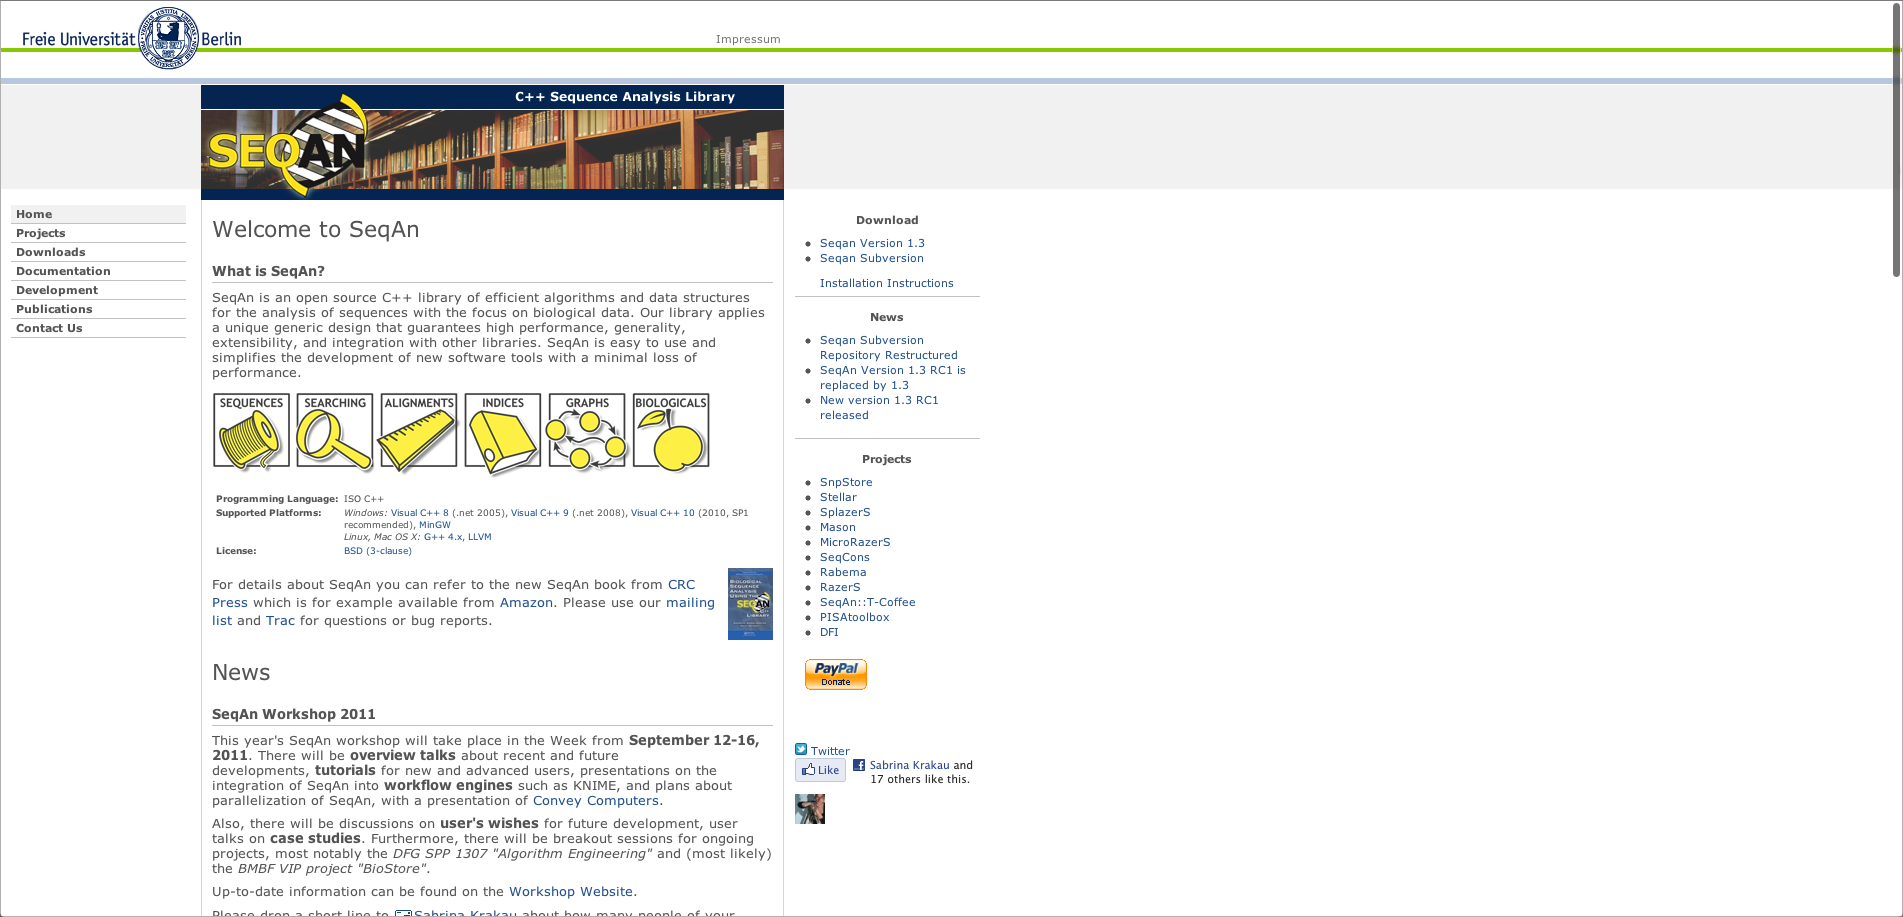 Freie Universität Berlin
Impressum
C++ Sequence Analysis Library
SEQAN
Home
Projects
Downloads
Documentation
Development
Publications
Contact Us
Welcome to SeqAn
What is SeqAn?
SeqAn is an open source C++ library of efficient algorithms and data structures
for the analysis of sequences with the focus on biological data. Our library applies
a unique generic design that guarantees high performance, generality,
extensibility, and integration with other libraries. SeqAn is easy to use and
simplifies the development of new software tools with a minimal loss of
performance.
SEQUENCES SEARCHING ALIGNMENTS INDICES GRAPHS BIOLOGICALS
Programming Language: ISO C++
Supported Platforms: Windows: Visual C++ 8 (.net 2005), Visual C++ 9 (.net 2008), Visual C++ 10 (2010, SP1
recommended), MinGW
Linux, Mac OS X: G++ 4.x, LLVM
License: BSD (3-clause)
For details about SeqAn you can refer to the new SeqAn book from CRC
Press which is for example available from Amazon. Please use our mailing
list and Trac for questions or bug reports.
BIOLOGICAL
SEQUENCE
ANALYSIS
USING THE
SEQAN
C++
LIBRARY
News
SeqAn Workshop 2011
This year's SeqAn workshop will take place in the Week from September 12-16,
2011. There will be overview talks about recent and future
developments, tutorials for new and advanced users, presentations on the
integration of SeqAn into workflow engines such as KNIME, and plans about
parallelization of SeqAn, with a presentation of Convey Computers.
Also, there will be discussions on user's wishes for future development, user
talks on case studies. Furthermore, there will be breakout sessions for ongoing
projects, most notably the DFG SPP 1307 "Algorithm Engineering" and (most likely)
the BMBF VIP project "BioStore".
Up-to-date information can be found on the Workshop Website.
Please drop a short line to Sabrina Krakau about how many people of your
Download
Seqan Version 1.3
Seqan Subversion
Installation Instructions
News
Seqan Subversion
Repository Restructured
SeqAn Version 1.3 RC1 is
replaced by 1.3
New version 1.3 RC1
released
Projects
SnpStore
Stellar
SplazerS
Mason
MicroRazerS
SeqCons
Rabema
RazerS
SeqAn::T-Coffee
PISAtoolbox
DFI
PayPal
Donate
Twitter
Like Sabrina Krakau and
17 others like this.